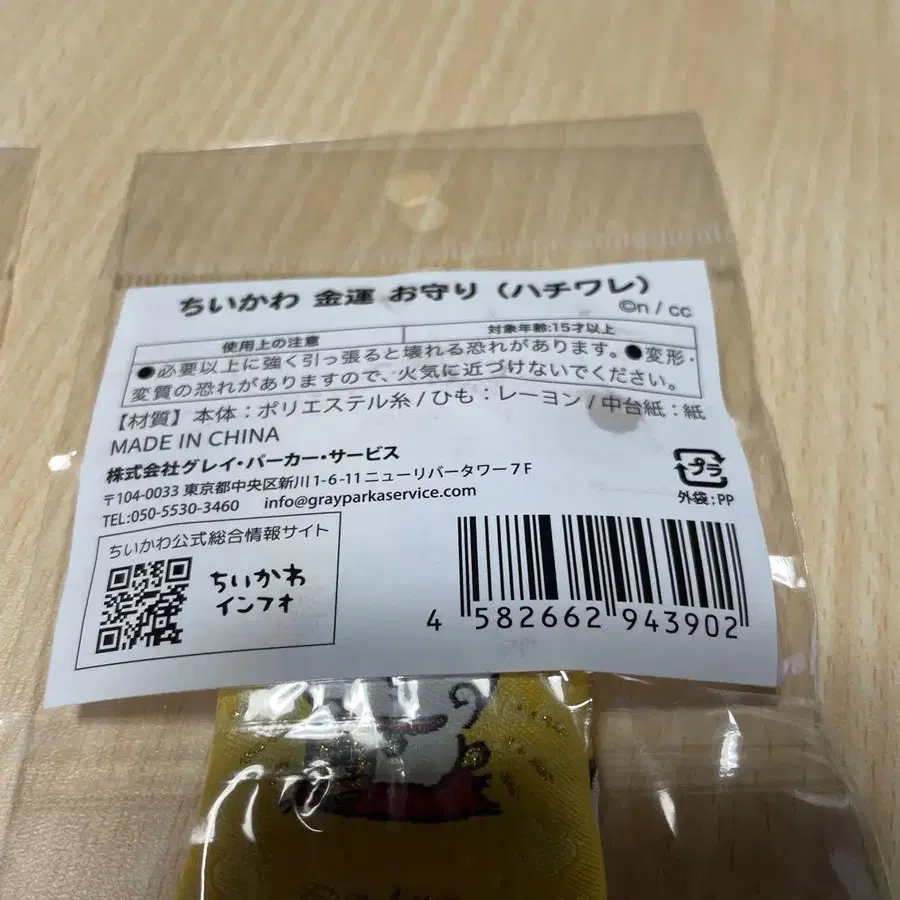 ちいかわ 金運 お守り（ハチワレ）
©n / cc
使用上の注意
対象年齢:15才以上
●必要以上に強く引っ張ると壊れる恐れがあります。●変形・
変質の恐れがありますので、火気に近づけないでください。
【材質】本体：ポリエステル糸 / ひも：レーヨン / 中台紙：紙
MADE IN CHINA
株式会社グレイ・パーカー・サービス
〒104-0033 東京都中央区新川1-6-11ニューリバータワー7F
TEL:050-5530-3460 info@grayparkaservice.com
プラ
外袋:PP
ちいかわ公式総合情報サイト
ちいかわ
インフォ
4 582662 943902